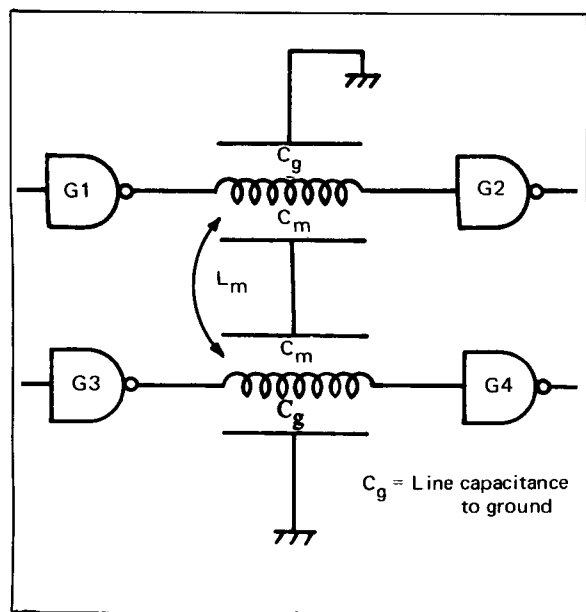 C_g
G1
G2
C_m
L_m
C_m
G3
G4
C_g
C_g = Line capacitance
to ground